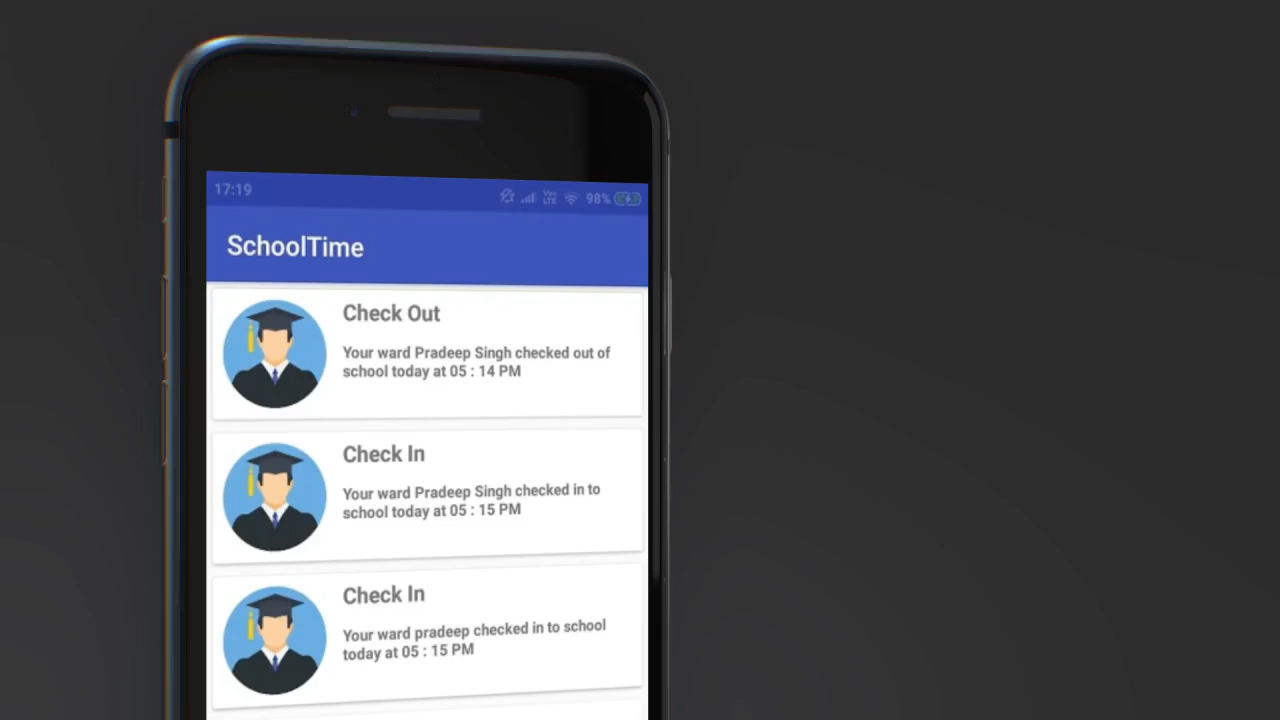 17:19
Vo) LTE 98%
SchoolTime
Check Out
Your ward Pradeep Singh checked out of
school today at 05 : 14 PM
Check In
Your ward Pradeep Singh checked in to
school today at 05 : 15 PM
Check In
Your ward pradeep checked in to school
today at 05 : 15 PM